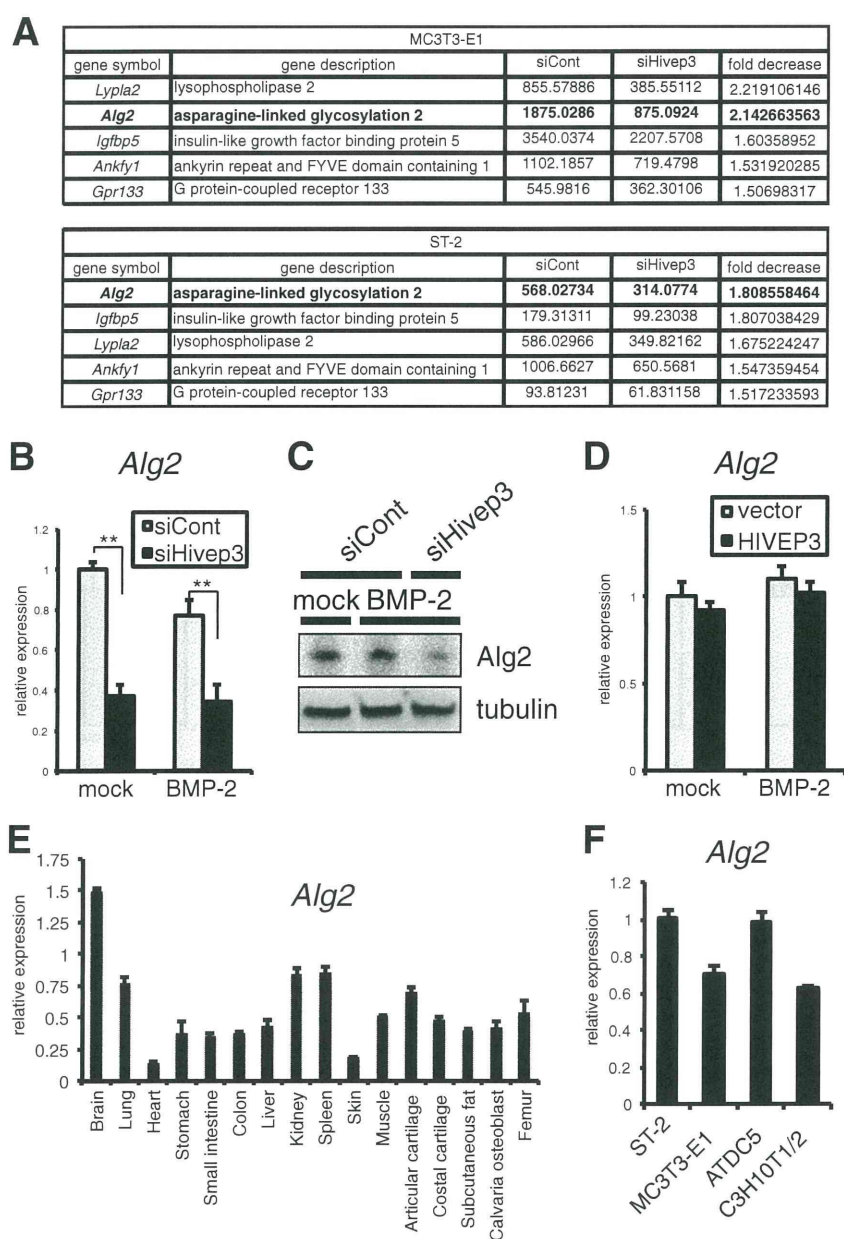 A
MC3T3-E1
gene symbol gene description siCont siHivep3 fold decrease
Lypla2 lysophospholipase 2 855.57886 385.55112 2.219106146
Alg2 asparagine-linked glycosylation 2 1875.0286 875.0924 2.142663563
Igfbp5 insulin-like growth factor binding protein 5 3540.0374 2207.5708 1.60358952
Ankfy1 ankyrin repeat and FYVE domain containing 1 1102.1857 719.4798 1.531920285
Gpr133 G protein-coupled receptor 133 545.9816 362.30106 1.50698317
ST-2
gene symbol gene description siCont siHivep3 fold decrease
Alg2 asparagine-linked glycosylation 2 568.02734 314.0774 1.808558464
Igfbp5 insulin-like growth factor binding protein 5 179.31311 99.23038 1.807038429
Lypla2 lysophospholipase 2 586.02966 349.82162 1.675224247
Ankfy1 ankyrin repeat and FYVE domain containing 1 1006.6627 650.5681 1.547359454
Gpr133 G protein-coupled receptor 133 93.81231 61.831158 1.517233593
B
Alg2
relative expression
1.2
1
0.8
0.6
0.4
0.2
0
siCont
siHivep3
**
**
mock BMP-2
C
siCont siHivep3
mock BMP-2
Alg2
tubulin
D
Alg2
relative expression
1.5
1
0.5
0
vector
HIVEP3
mock BMP-2
E
Alg2
relative expression
1.75
1.5
1.25
1
0.75
0.5
0.25
0
Brain
Lung
Heart
Stomach
Small intestine
Colon
Liver
Kidney
Spleen
Skin
Muscle
Articular cartilage
Costal cartilage
Subcutaneous fat
Calvaria osteoblast
Femur
F
Alg2
relative expression
1.2
1
0.8
0.6
0.4
0.2
0
ST-2
MC3T3-E1
ATDC5
C3H10T1/2